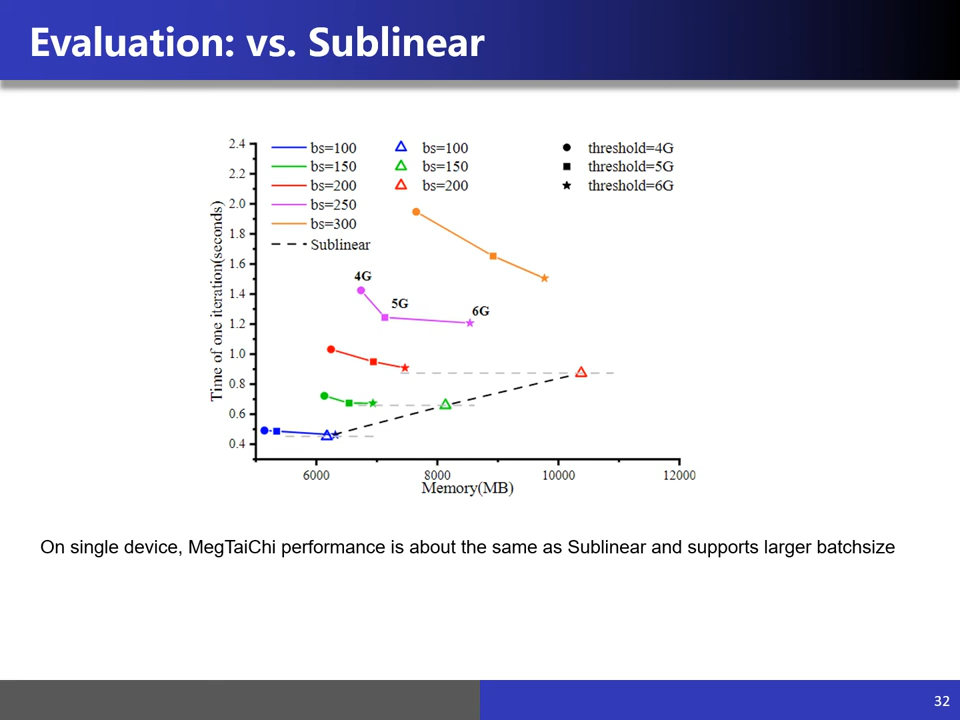 Evaluation: vs. Sublinear
2.4
2.2
2.0
1.8
1.6
1.4
1.2
1.0
0.8
0.6
0.4
Time of one iteration(seconds)
bs=100
bs=150
bs=200
bs=250
bs=300
Sublinear
bs=100
bs=150
bs=200
threshold=4G
threshold=5G
threshold=6G
4G
5G
6G
6000 8000 10000 12000
Memory(MB)
On single device, MegTaiChi performance is about the same as Sublinear and supports larger batchsize
32